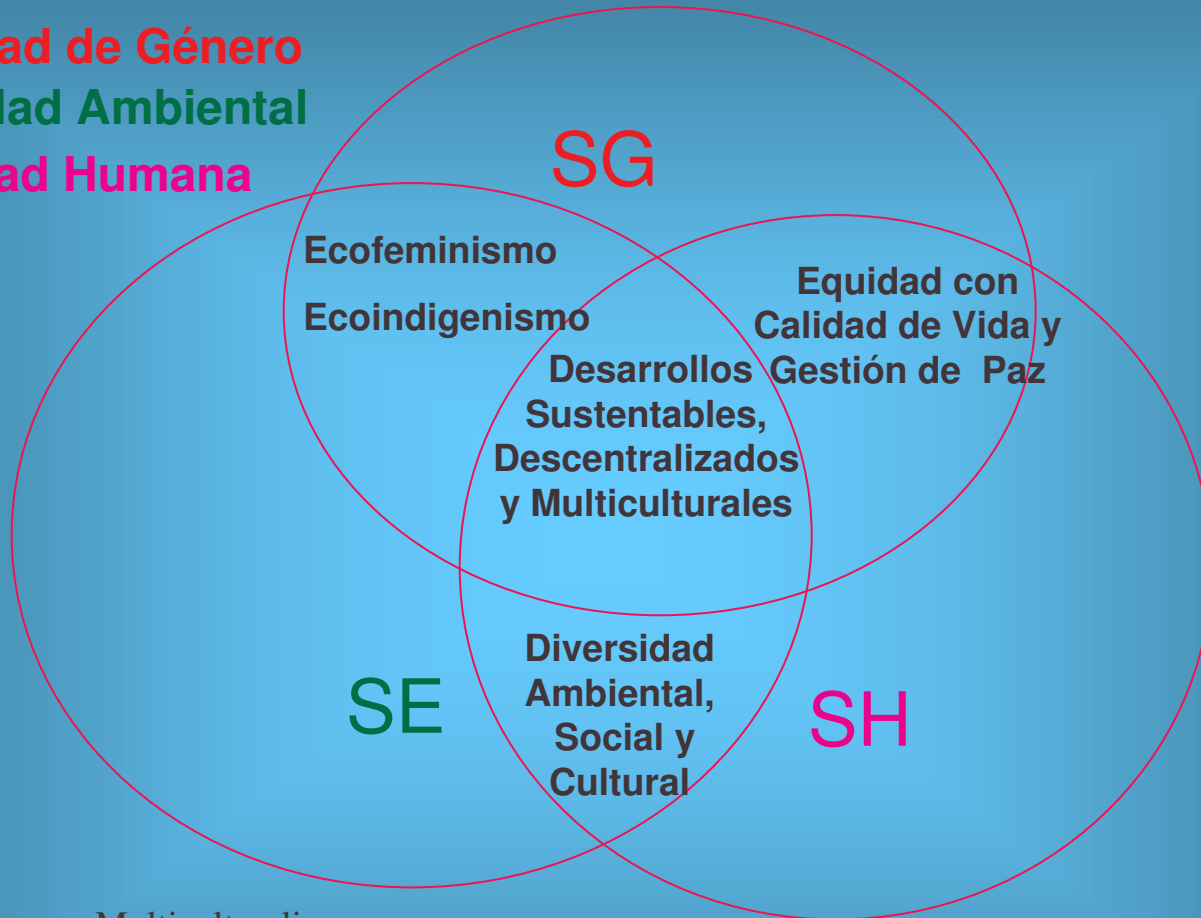 ad de Género
dad Ambiental
ad Humana
SG
Ecofeminismo
Ecoindigenismo
Equidad con
Calidad de Vida y
Gestión de Paz
Desarrollos
Sustentables,
Descentralizados
y Multiculturales
SE
Diversidad
Ambiental,
Social y
Cultural
SH